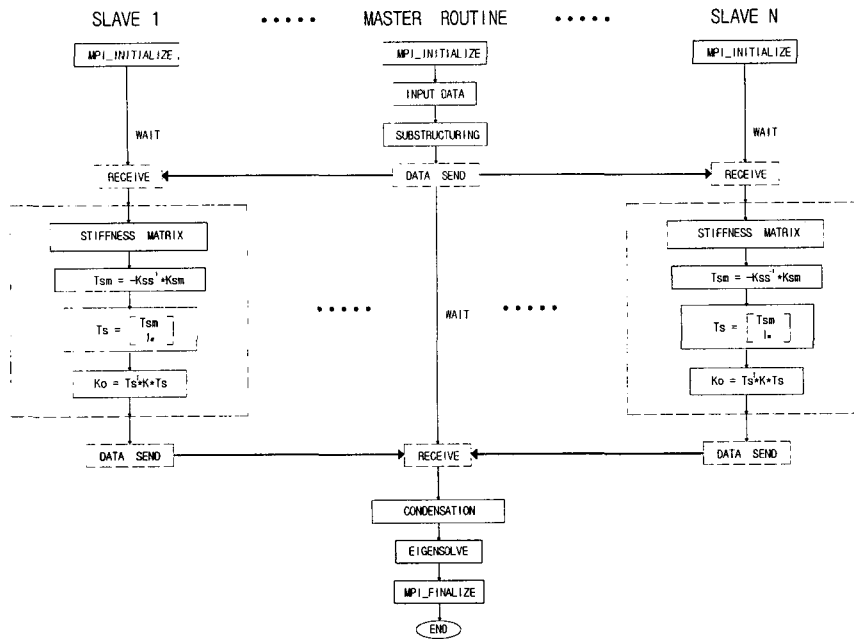 SLAVE 1 ····· MASTER ROUTINE ····· SLAVE N
MPI_INITIALIZE
MPI_INITIALIZE
MPI_INITIALIZE
INPUT DATA
WAIT
SUBSTRUCTURING
WAIT
RECEIVE
DATA SEND
RECEIVE
STIFFNESS MATRIX
STIFFNESS MATRIX
Tsm = -Kss⁻¹*Ksm
Tsm = -Kss⁻¹*Ksm
·····
WAIT
·····
Ts = [Tsm
Ts = [Tsm
Ko = Tsᵀ*K*Ts
Ko = Tsᵀ*K*Ts
DATA SEND
RECEIVE
DATA SEND
CONDENSATION
EIGENSOLVE
MPI_FINALIZE
END